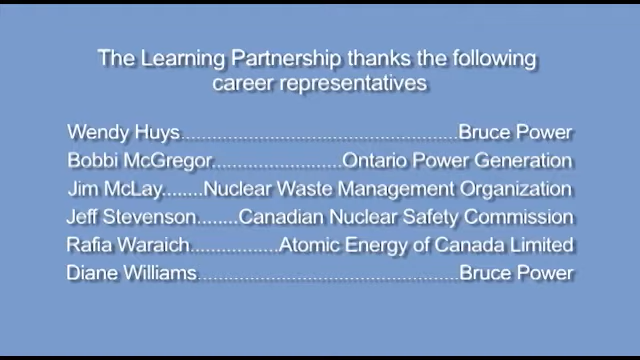 The Learning Partnership thanks the following
career representatives
Wendy Huys..................................................Bruce Power
Bobbi McGregor.......................Ontario Power Generation
Jim McLay........Nuclear Waste Management Organization
Jeff Stevenson........Canadian Nuclear Safety Commission
Rafia Waraich................Atomic Energy of Canada Limited
Diane Williams...............................................Bruce Power